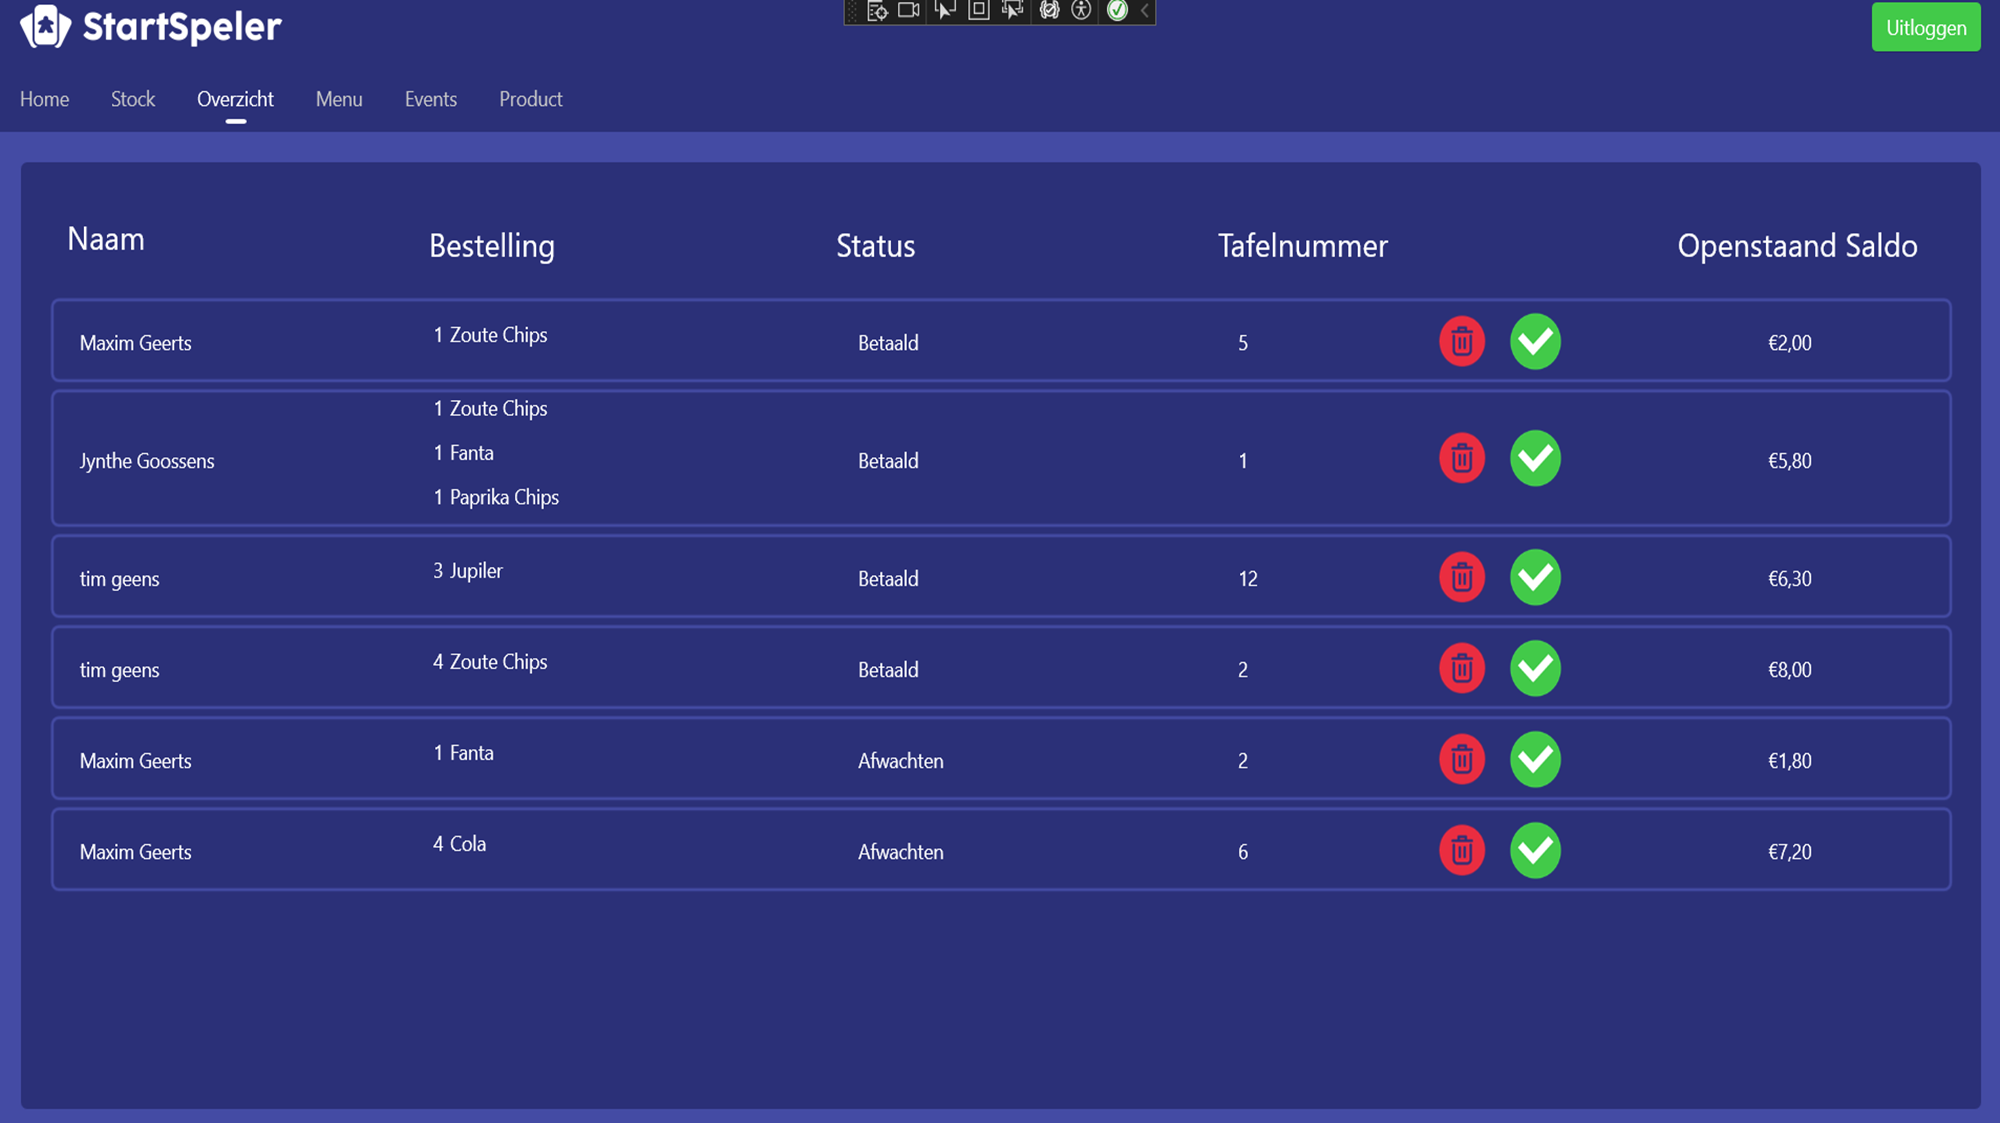 StartSpeler
Uitloggen
Home Stock Overzicht Menu Events Product
Naam Bestelling Status Tafelnummer Openstaand Saldo
Maxim Geerts 1 Zoute Chips Betaald 5 €2,00
1 Zoute Chips
1 Fanta
Jynthe Goossens Betaald 1 €5,80
1 Paprika Chips
tim geens 3 Jupiler Betaald 12 €6,30
tim geens 4 Zoute Chips Betaald 2 €8,00
Maxim Geerts 1 Fanta Afwachten 2 €1,80
Maxim Geerts 4 Cola Afwachten 6 €7,20